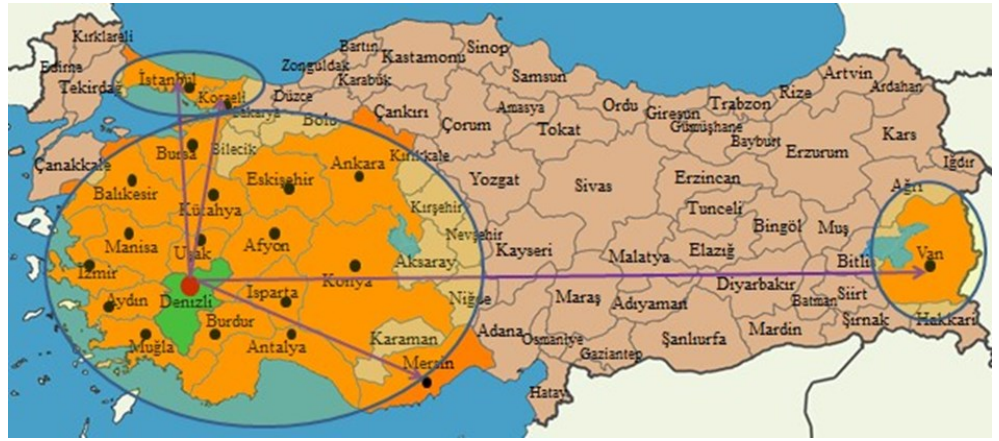 Kırklareli
Edirne
Tekirdağ
İstanbul
Kocaeli
Sakarya
Düzce
Zonguldak
Bartın
Karabük
Kastamonu
Sinop
Samsun
Ordu
Giresun
Trabzon
Rize
Artvin
Ardahan
Çanakkale
Bursa
Bilecik
Bolu
Çankırı
Çorum
Amasya
Tokat
Gümüşhane
Bayburt
Erzurum
Kars
Iğdır
Balıkesir
Kütahya
Eskişehir
Ankara
Kırıkkale
Yozgat
Sivas
Erzincan
Tunceli
Bingöl
Muş
Ağrı
Manisa
Uşak
Afyon
Kırşehir
Nevşehir
Kayseri
Malatya
Elazığ
Bitlis
Van
İzmir
Aydın
Denizli
Isparta
Konya
Aksaray
Niğde
Maraş
Adıyaman
Diyarbakır
Batman
Siirt
Şırnak
Hakkari
Muğla
Burdur
Antalya
Karaman
Mersin
Adana
Osmaniye
Gaziantep
Şanlıurfa
Mardin
Hatay